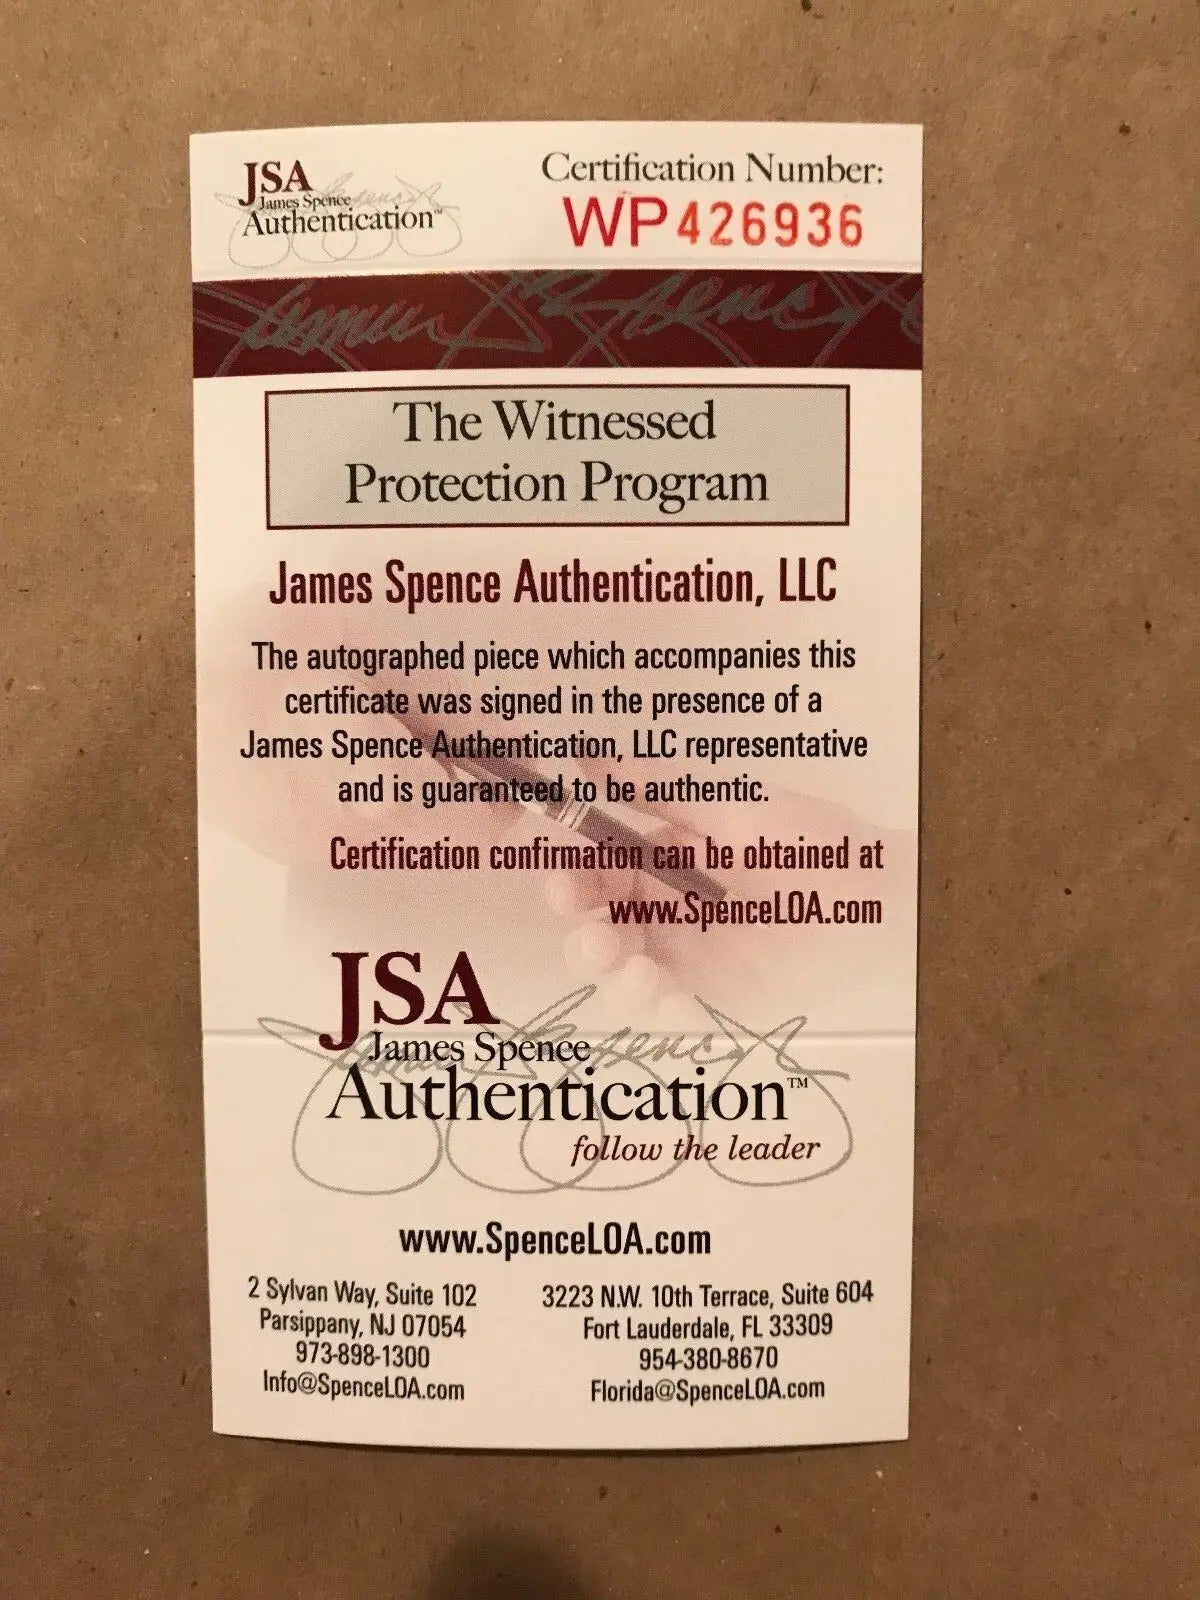 JSA
James Spence
Authentication™
Certification Number:
WP426936
James Spence
The Witnessed
Protection Program
James Spence Authentication, LLC
The autographed piece which accompanies this
certificate was signed in the presence of a
James Spence Authentication, LLC representative
and is guaranteed to be authentic.
Certification confirmation can be obtained at
www.SpenceLOA.com
JSA
James Spence
Authentication™
follow the leader
www.SpenceLOA.com
2 Sylvan Way, Suite 102
Parsippany, NJ 07054
973-898-1300
Info@SpenceLOA.com
3223 N.W. 10th Terrace, Suite 604
Fort Lauderdale, FL 33309
954-380-8670
Florida@SpenceLOA.com